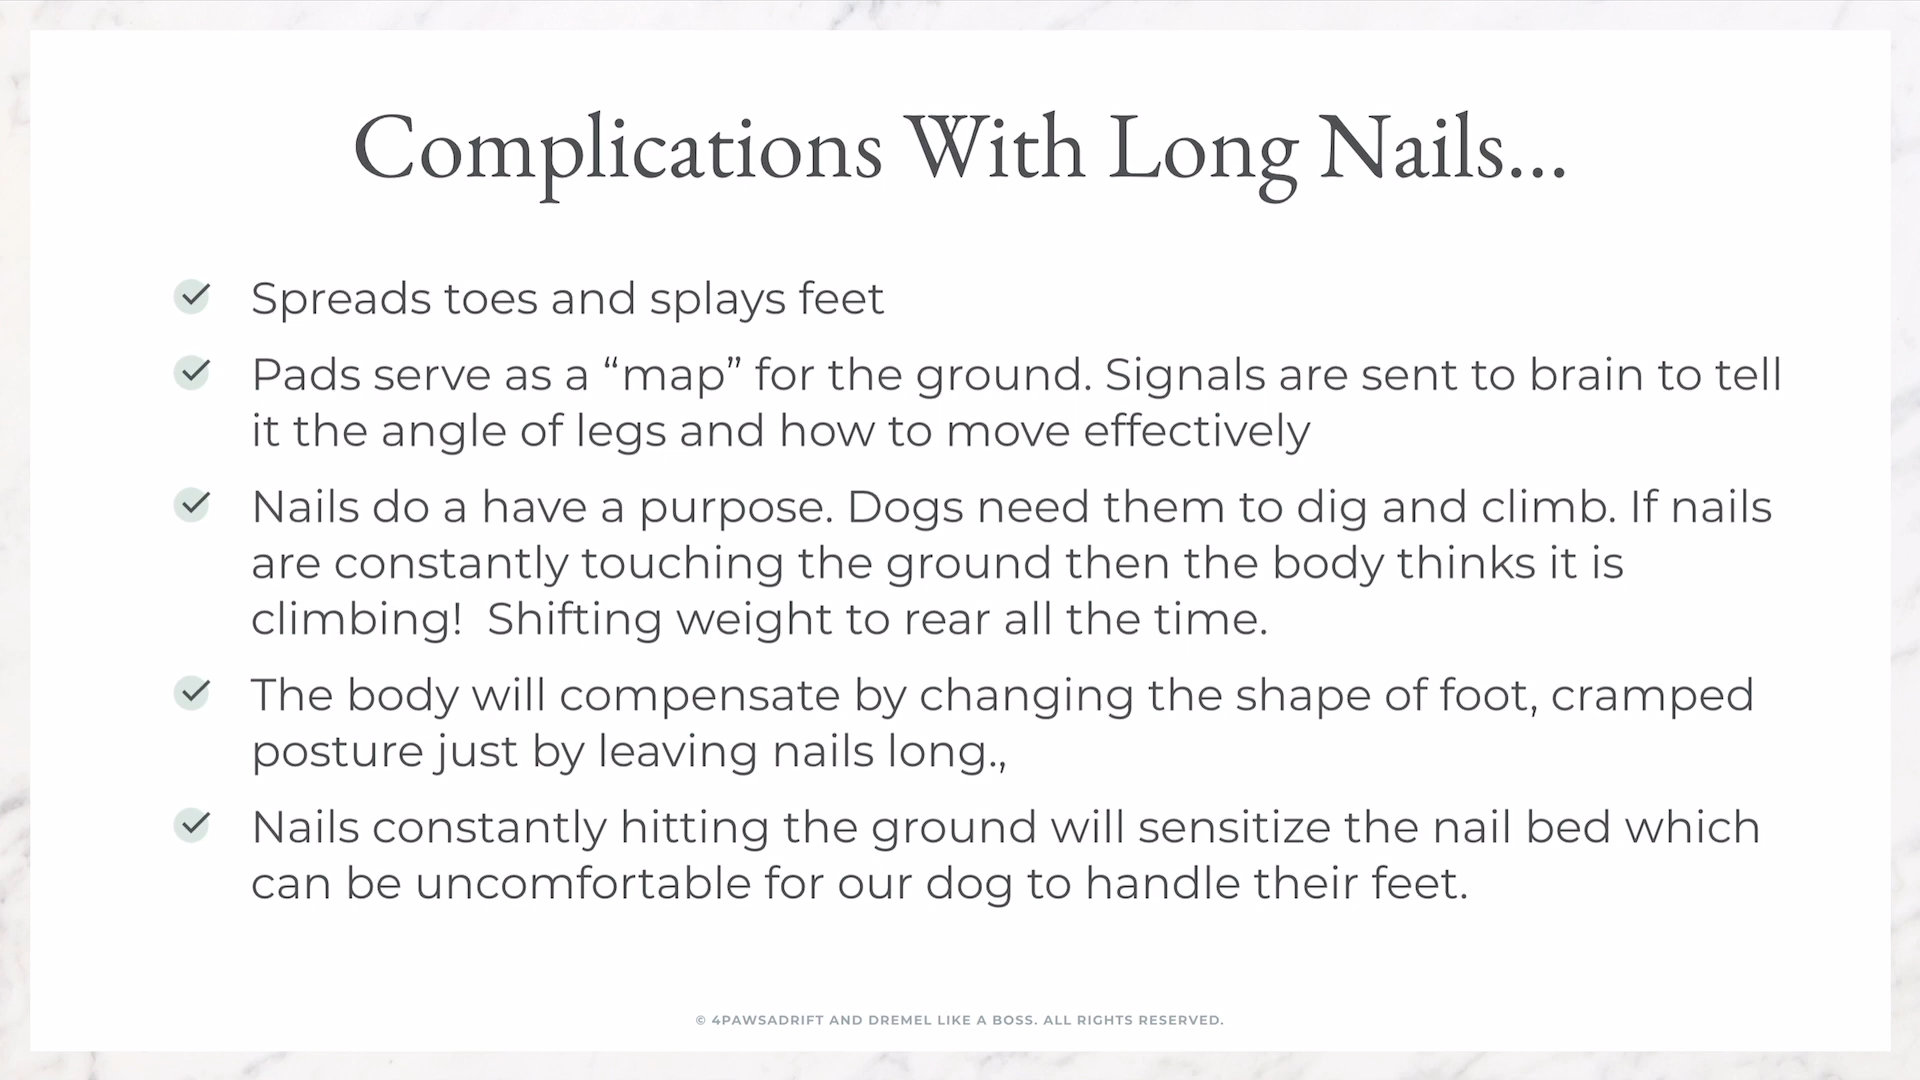 Complications With Long Nails...
Spreads toes and splays feet
Pads serve as a “map” for the ground. Signals are sent to brain to tell
it the angle of legs and how to move effectively
Nails do a have a purpose. Dogs need them to dig and climb. If nails
are constantly touching the ground then the body thinks it is
climbing!  Shifting weight to rear all the time.
The body will compensate by changing the shape of foot, cramped
posture just by leaving nails long.,
Nails constantly hitting the ground will sensitize the nail bed which
can be uncomfortable for our dog to handle their feet.
© 4PAWSADRIFT AND DREMEL LIKE A BOSS. ALL RIGHTS RESERVED.